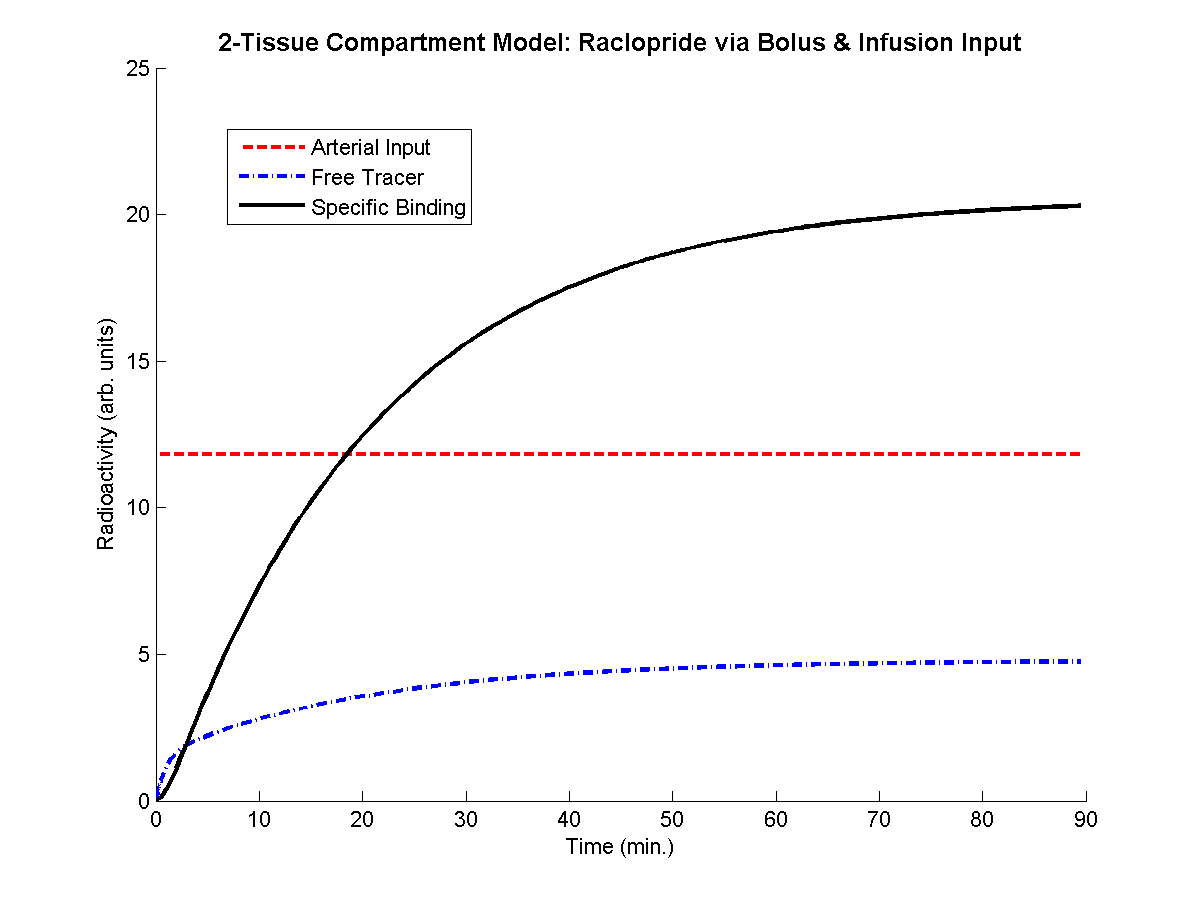 2-Tissue Compartment Model: Raclopride via Bolus & Infusion Input
25
Arterial Input
Free Tracer
Specific Binding
20
15
10
5
0
Radioactivity (arb. units)
0 10 20 30 40 50 60 70 80 90
Time (min.)